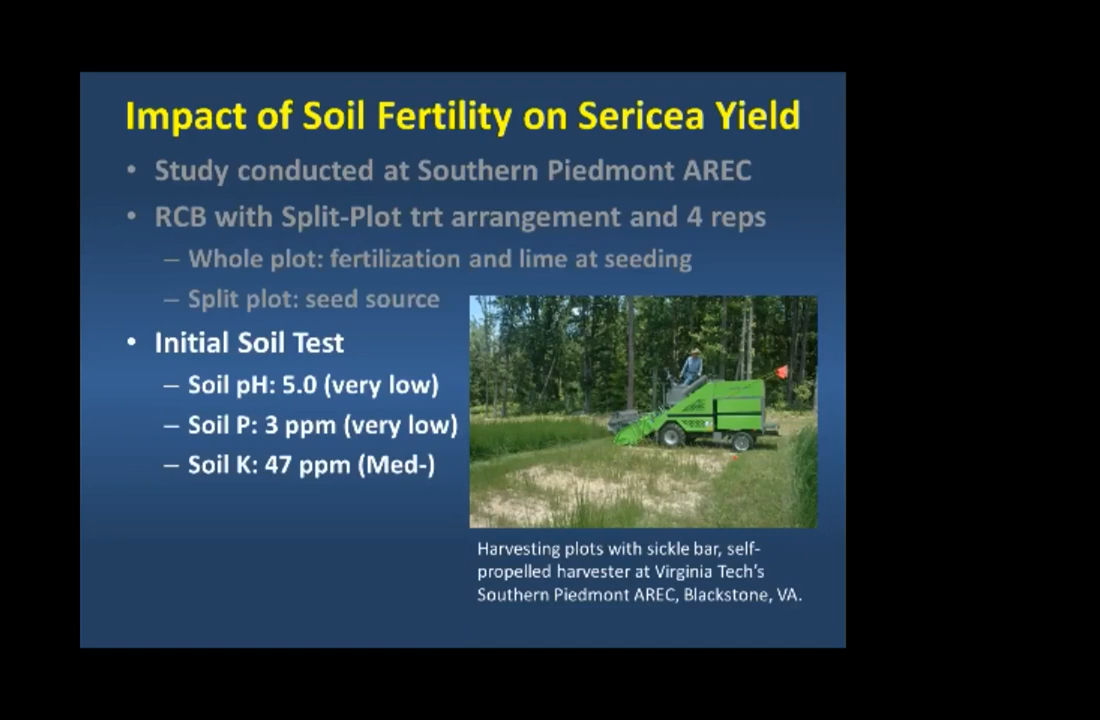 Impact of Soil Fertility on Sericea Yield
• Study conducted at Southern Piedmont AREC
• RCB with Split-Plot trt arrangement and 4 reps
– Whole plot: fertilization and lime at seeding
– Split plot: seed source
• Initial Soil Test
– Soil pH: 5.0 (very low)
– Soil P: 3 ppm (very low)
– Soil K: 47 ppm (Med-)
Harvesting plots with sickle bar, self-
propelled harvester at Virginia Tech's
Southern Piedmont AREC, Blackstone, VA.